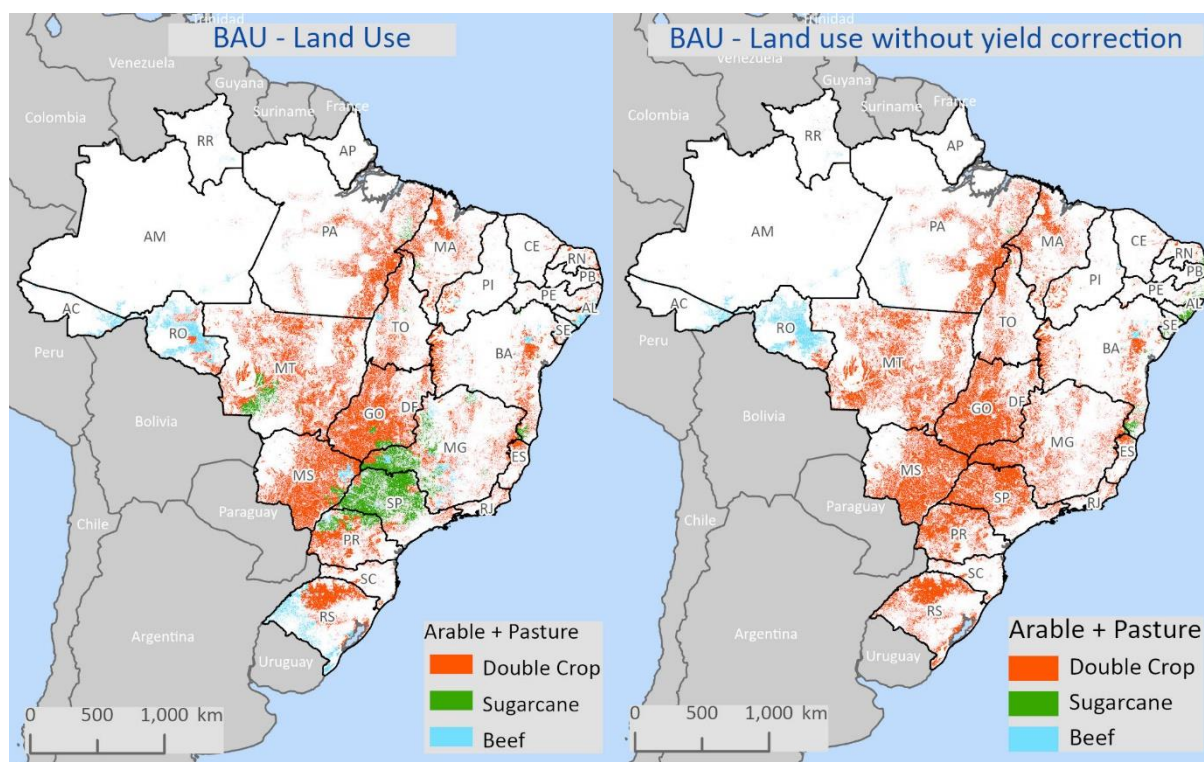 BAU - Land Use
Trinidad
Venezuela
Guyana
Suriname
France
Colombia
RR
AP
AM
PA
MA
CE
RN
PB
PI
PE
AL
SE
AC
RO
TO
BA
Peru
MT
Bolivia
GO
DF
MG
ES
MS
SP
RJ
Paraguay
Chile
PR
SC
RS
Argentina
Uruguay
Arable + Pasture
Double Crop
Sugarcane
Beef
0 500 1,000 km
BAU - Land use without yield correction
Trinidad
Venezuela
Guyana
Suriname
France
Colombia
RR
AP
AM
PA
MA
CE
RN
PB
PI
PE
AL
SE
AC
RO
TO
BA
Peru
MT
Bolivia
GO
DF
MG
ES
MS
SP
RJ
Paraguay
Chile
PR
SC
RS
Argentina
Uruguay
Arable + Pasture
Double Crop
Sugarcane
Beef
0 500 1,000 km